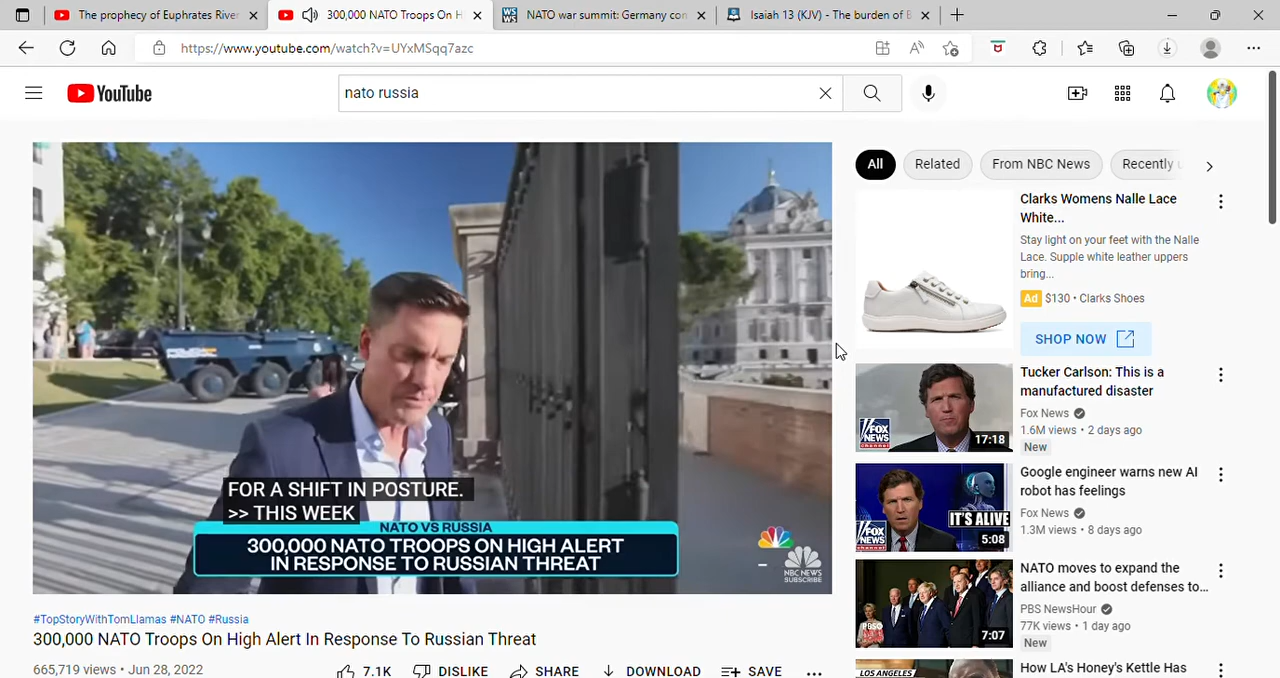 The prophecy of Euphrates River
300,000 NATO Troops On H
NATO war summit: Germany con
Isaiah 13 (KJV) - The burden of B
https://www.youtube.com/watch?v=UYxMSqq7azc
YouTube
nato russia
All
Related
From NBC News
Recently u
FOR A SHIFT IN POSTURE.
>> THIS WEEK
NATO VS RUSSIA
300,000 NATO TROOPS ON HIGH ALERT
IN RESPONSE TO RUSSIAN THREAT
NBC NEWS
SUBSCRIBE
#TopStoryWithTomLlamas #NATO #Russia
300,000 NATO Troops On High Alert In Response To Russian Threat
665,719 views • Jun 28, 2022
7.1K
DISLIKE
SHARE
DOWNLOAD
SAVE
Clarks Womens Nalle Lace
White...
Stay light on your feet with the Nalle
Lace. Supple white leather uppers
bring...
Ad $130 • Clarks Shoes
SHOP NOW
FOX
NEWS
channel
17:18
Tucker Carlson: This is a
manufactured disaster
Fox News
1.6M views • 2 days ago
New
FOX
NEWS
IT'S ALIVE
5:08
Google engineer warns new AI
robot has feelings
Fox News
1.3M views • 8 days ago
7:07
NATO moves to expand the
alliance and boost defenses to...
PBS NewsHour
77K views • 1 day ago
New
LOS ANGELES
How LA's Honey's Kettle Has